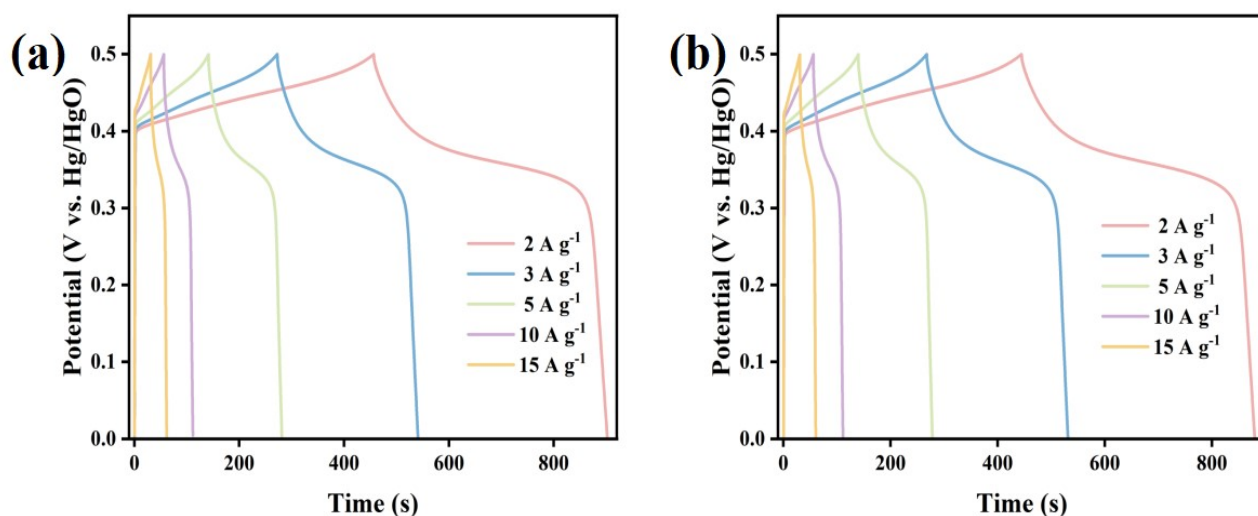 (a)
Potential (V vs. Hg/HgO)
0.5
0.4
0.3
0.2
0.1
0.0
2 A g⁻¹
3 A g⁻¹
5 A g⁻¹
10 A g⁻¹
15 A g⁻¹
0 200 400 600 800
Time (s)
(b)
Potential (V vs. Hg/HgO)
0.5
0.4
0.3
0.2
0.1
0.0
2 A g⁻¹
3 A g⁻¹
5 A g⁻¹
10 A g⁻¹
15 A g⁻¹
0 200 400 600 800
Time (s)